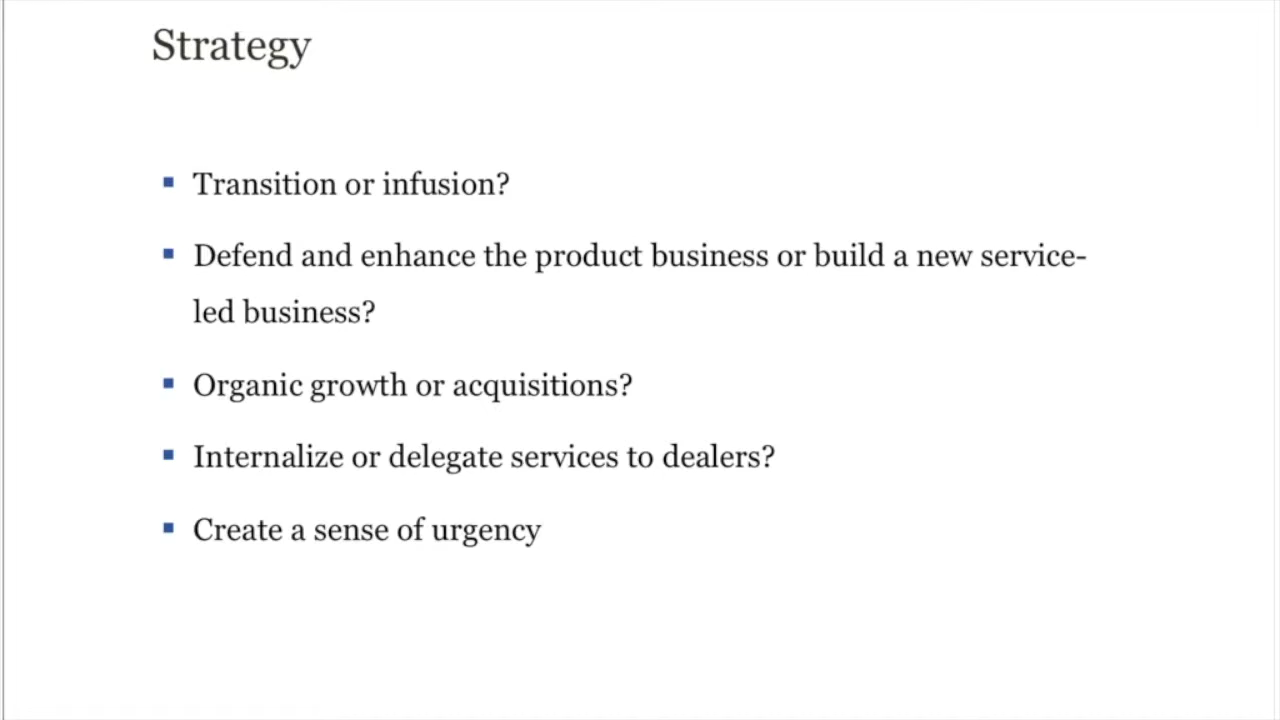 Strategy
Transition or infusion?
Defend and enhance the product business or build a new service-
led business?
Organic growth or acquisitions?
Internalize or delegate services to dealers?
Create a sense of urgency